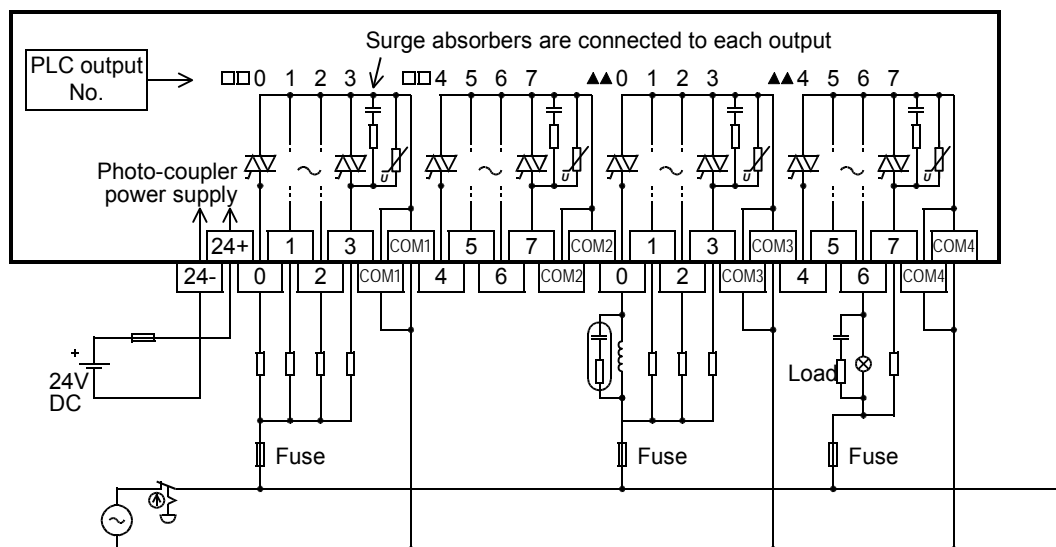 Surge absorbers are connected to each output
PLC output
No.
□□0 1 2 3 □□4 5 6 7 ▲▲0 1 2 3 ▲▲4 5 6 7
Photo-coupler
power supply
U U U U
24+ 1 3 COM1 5 7 COM2 1 3 COM3 5 7 COM4
24- 0 2 COM1 4 6 COM2 0 2 COM3 4 6 COM4
+
24V
DC
Load
Fuse Fuse Fuse